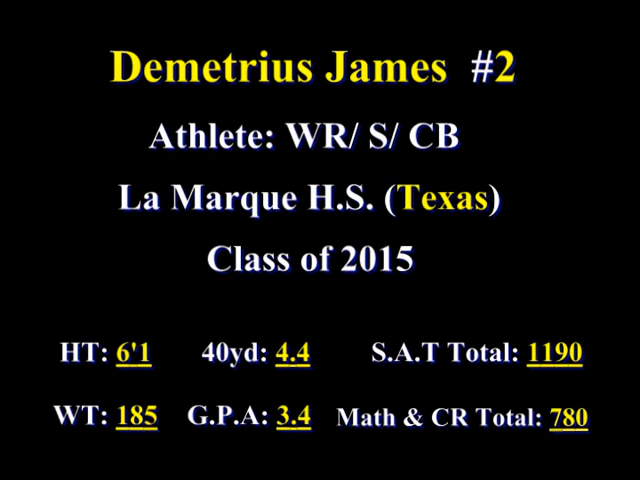 Demetrius James #2
Athlete: WR/ S/ CB
La Marque H.S. (Texas)
Class of 2015
HT: 6'1 40yd: 4.4 S.A.T Total: 1190
WT: 185 G.P.A: 3.4 Math & CR Total: 780